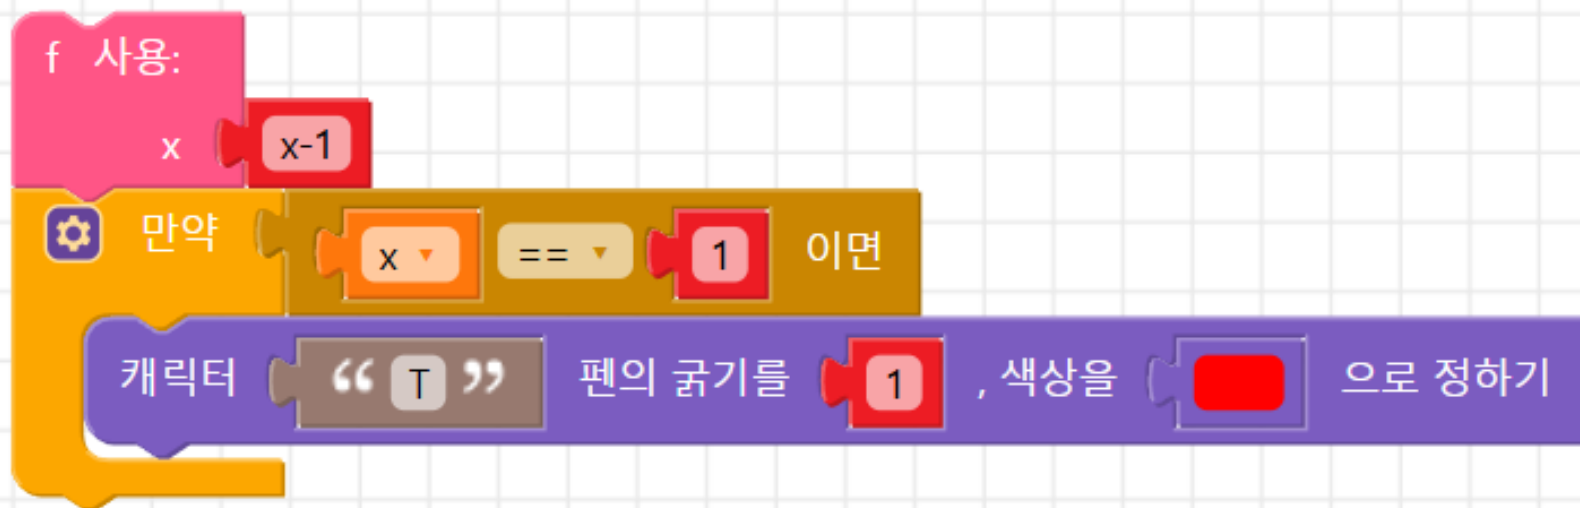 f 사용:
x x-1
만약 x == 1 이면
캐릭터 “ T ” 펜의 굵기를 1 , 색상을 으로 정하기